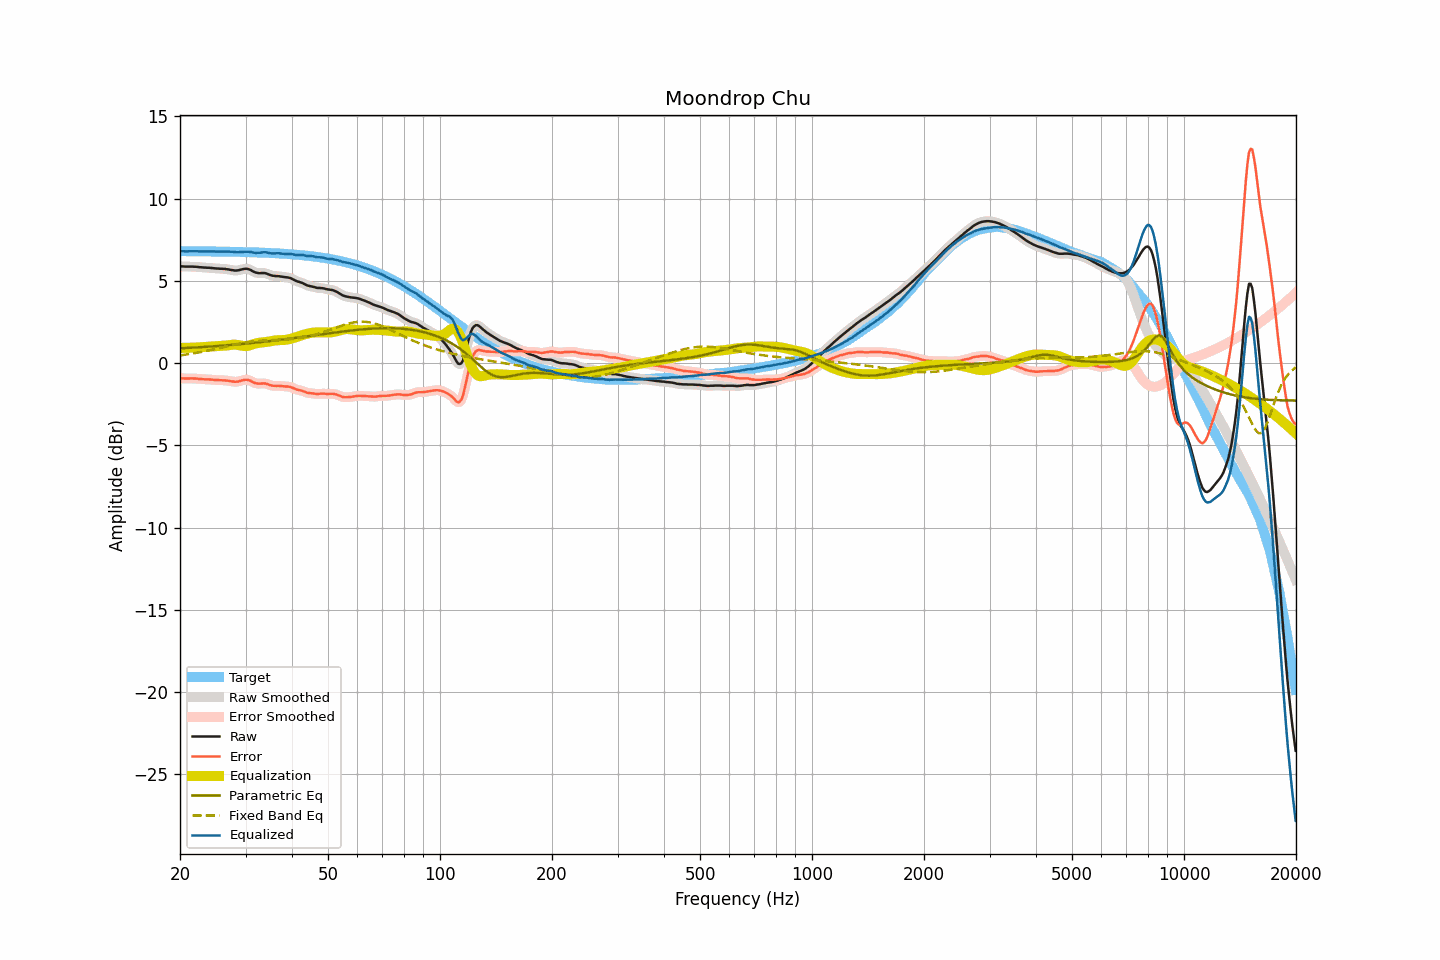 Moondrop Chu
15
10
5
0
−5
−10
−15
−20
−25
Amplitude (dBr)
Target
Raw Smoothed
Error Smoothed
Raw
Error
Equalization
Parametric Eq
Fixed Band Eq
Equalized
20 50 100 200 500 1000 2000 5000 10000 20000
Frequency (Hz)